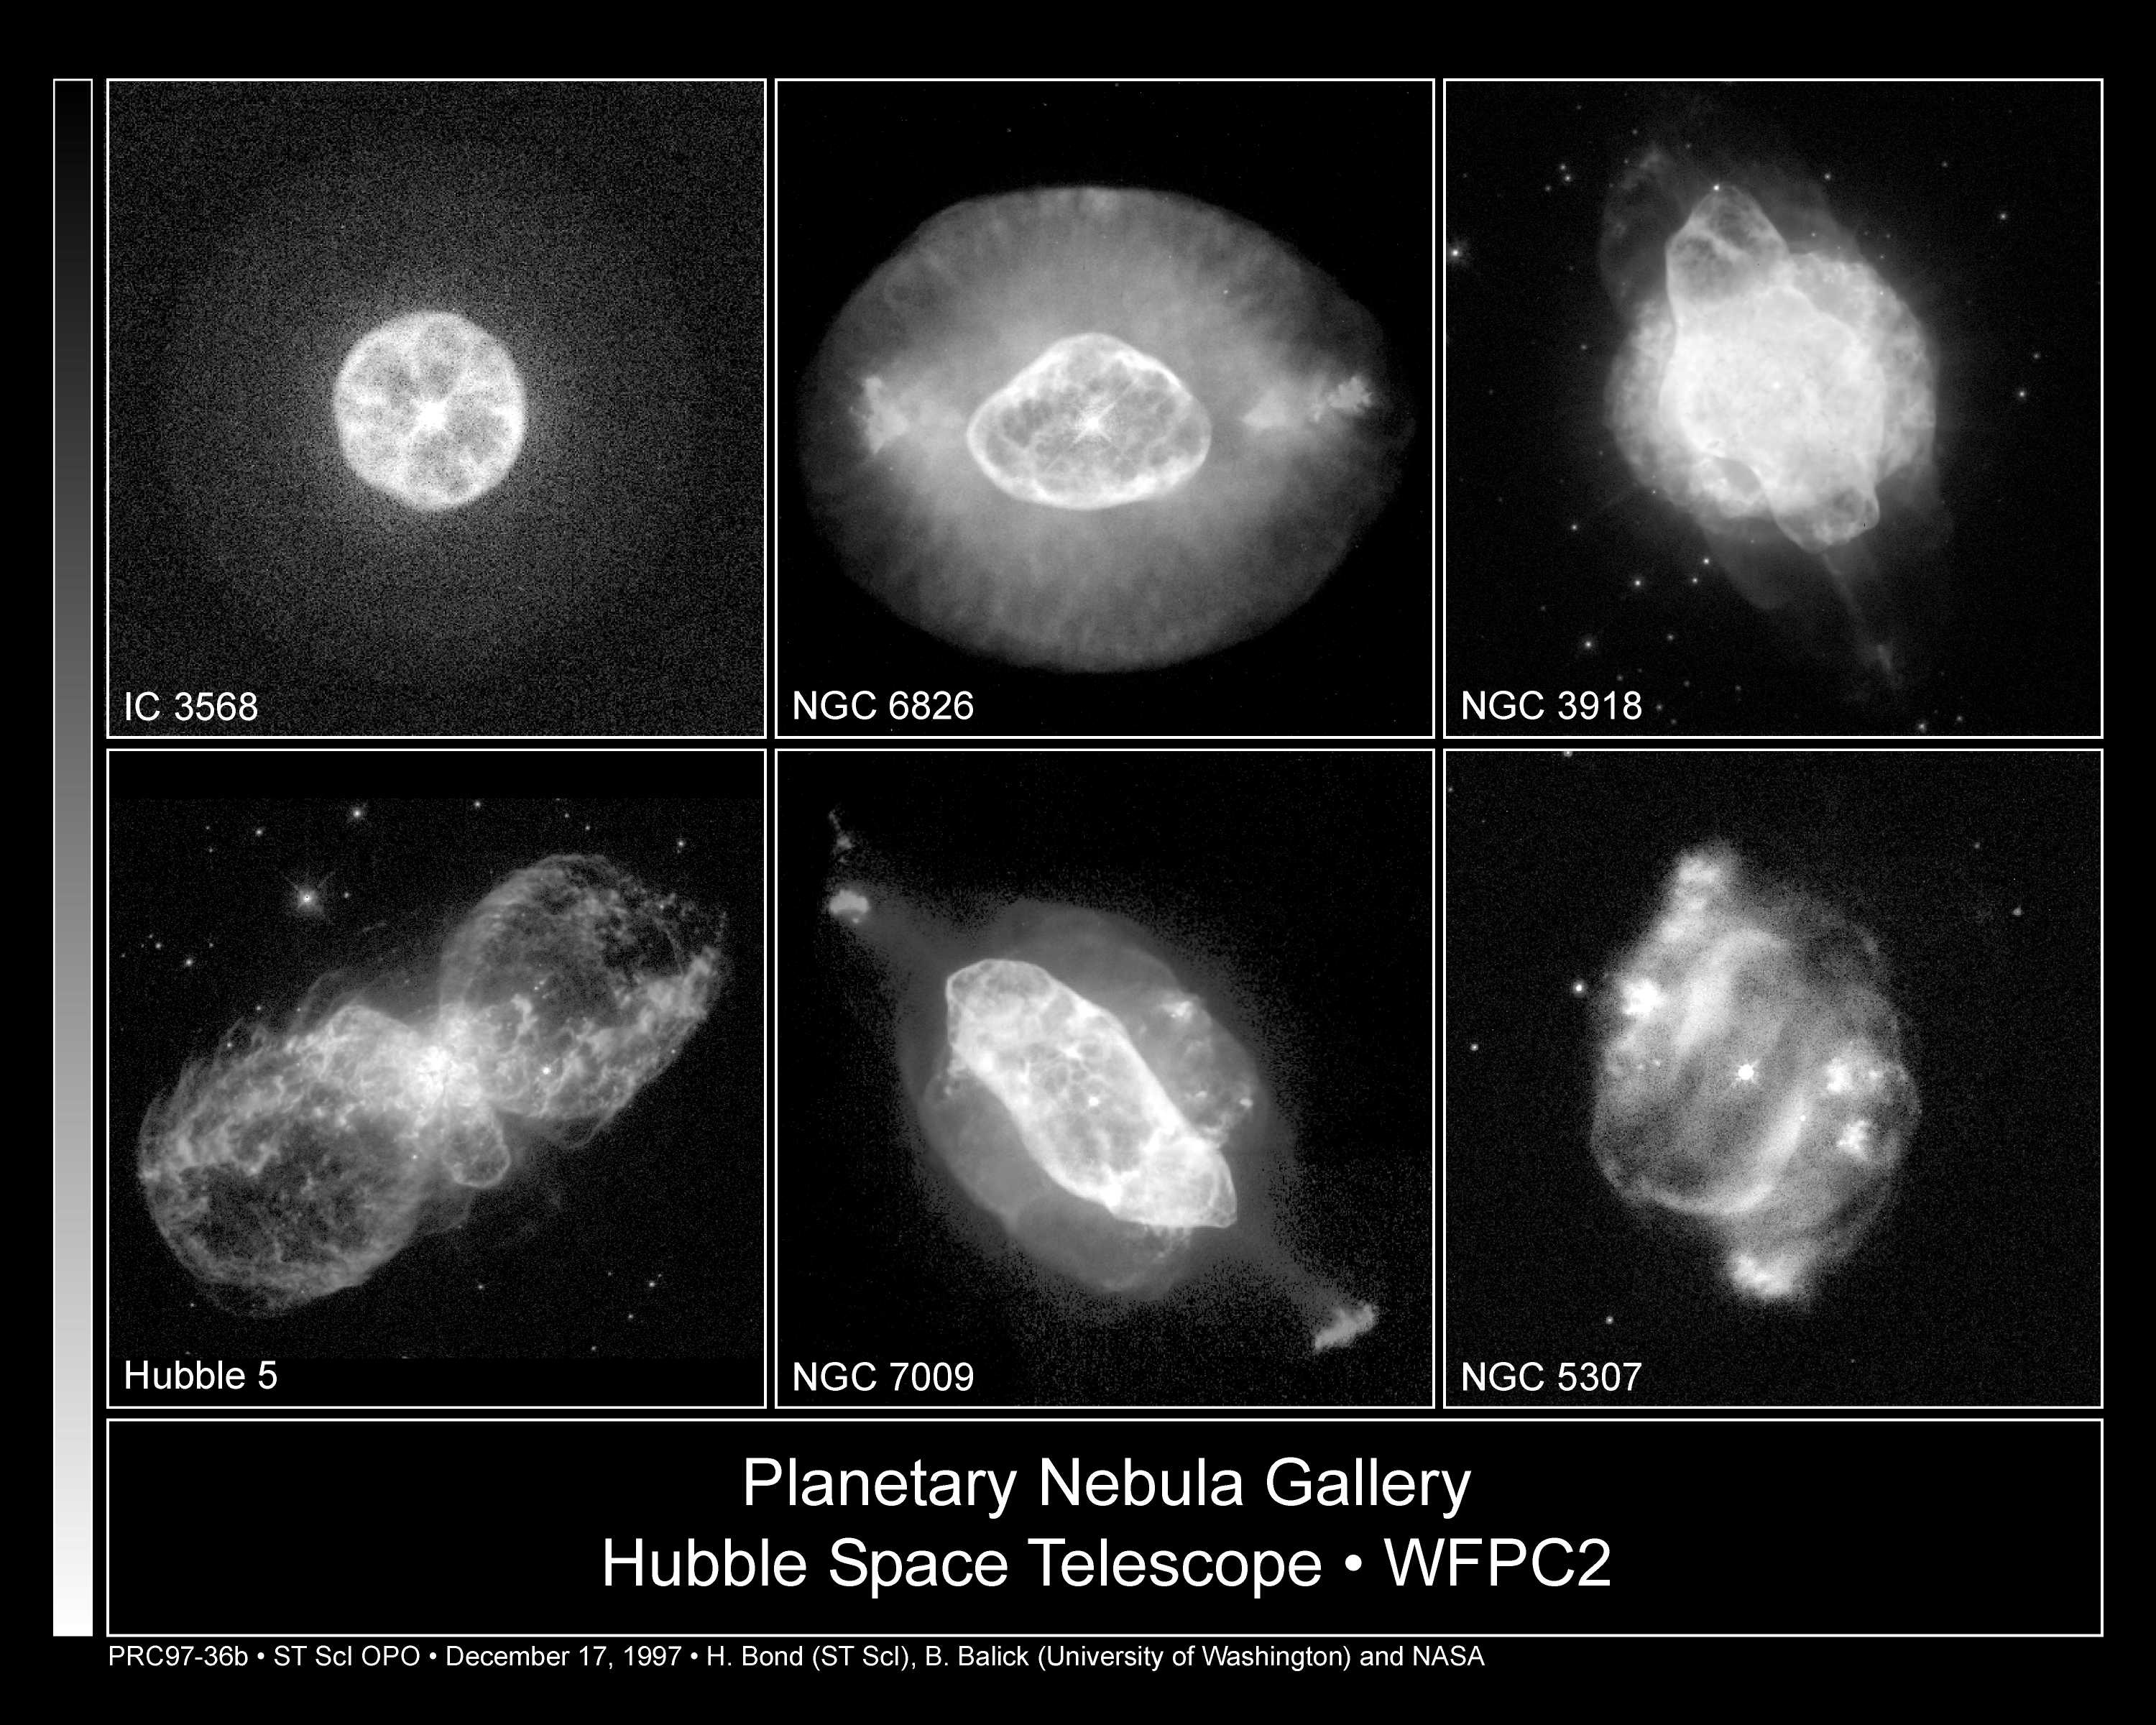 IC 3568
NGC 6826
NGC 3918
Hubble 5
NGC 7009
NGC 5307
Planetary Nebula Gallery
Hubble Space Telescope • WFPC2
PRC97-36b • ST ScI OPO • December 17, 1997 • H. Bond (ST ScI), B. Balick (University of Washington) and NASA